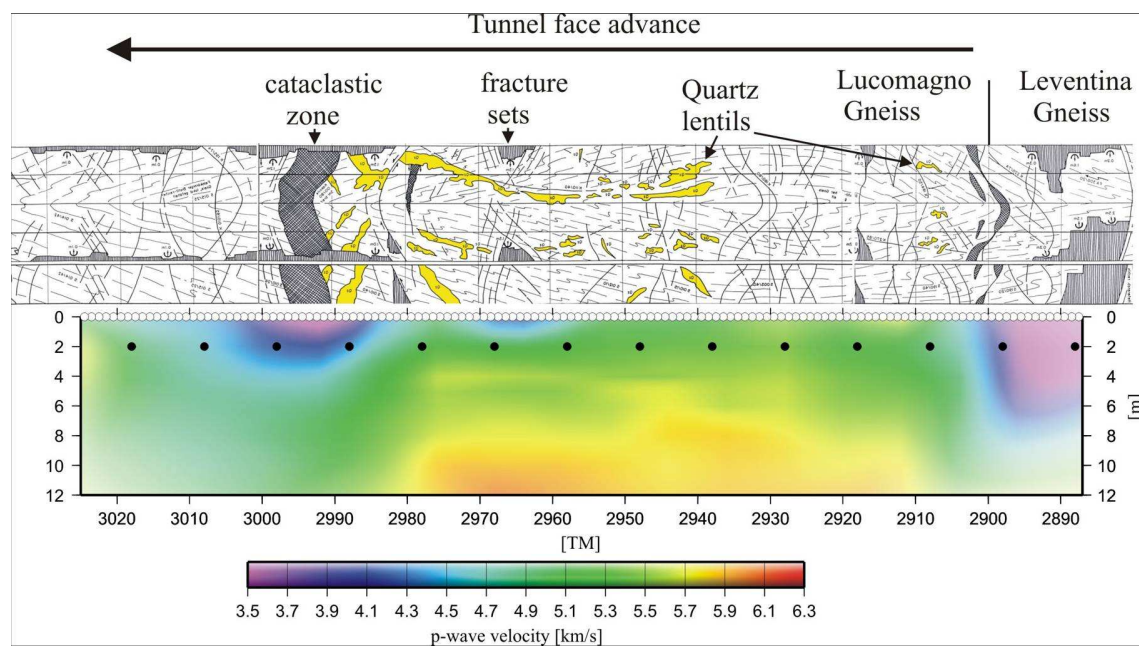 Tunnel face advance
cataclastic
zone
fracture
sets
Quartz
lentils
Lucomagno
Gneiss
Leventina
Gneiss
0 0
2 2
4 4
6 6
8 8
10 10
12 12
[m]
3020 3010 3000 2990 2980 2970 2960 2950 2940 2930 2920 2910 2900 2890
[TM]
3.5 3.7 3.9 4.1 4.3 4.5 4.7 4.9 5.1 5.3 5.5 5.7 5.9 6.1 6.3
p-wave velocity [km/s]